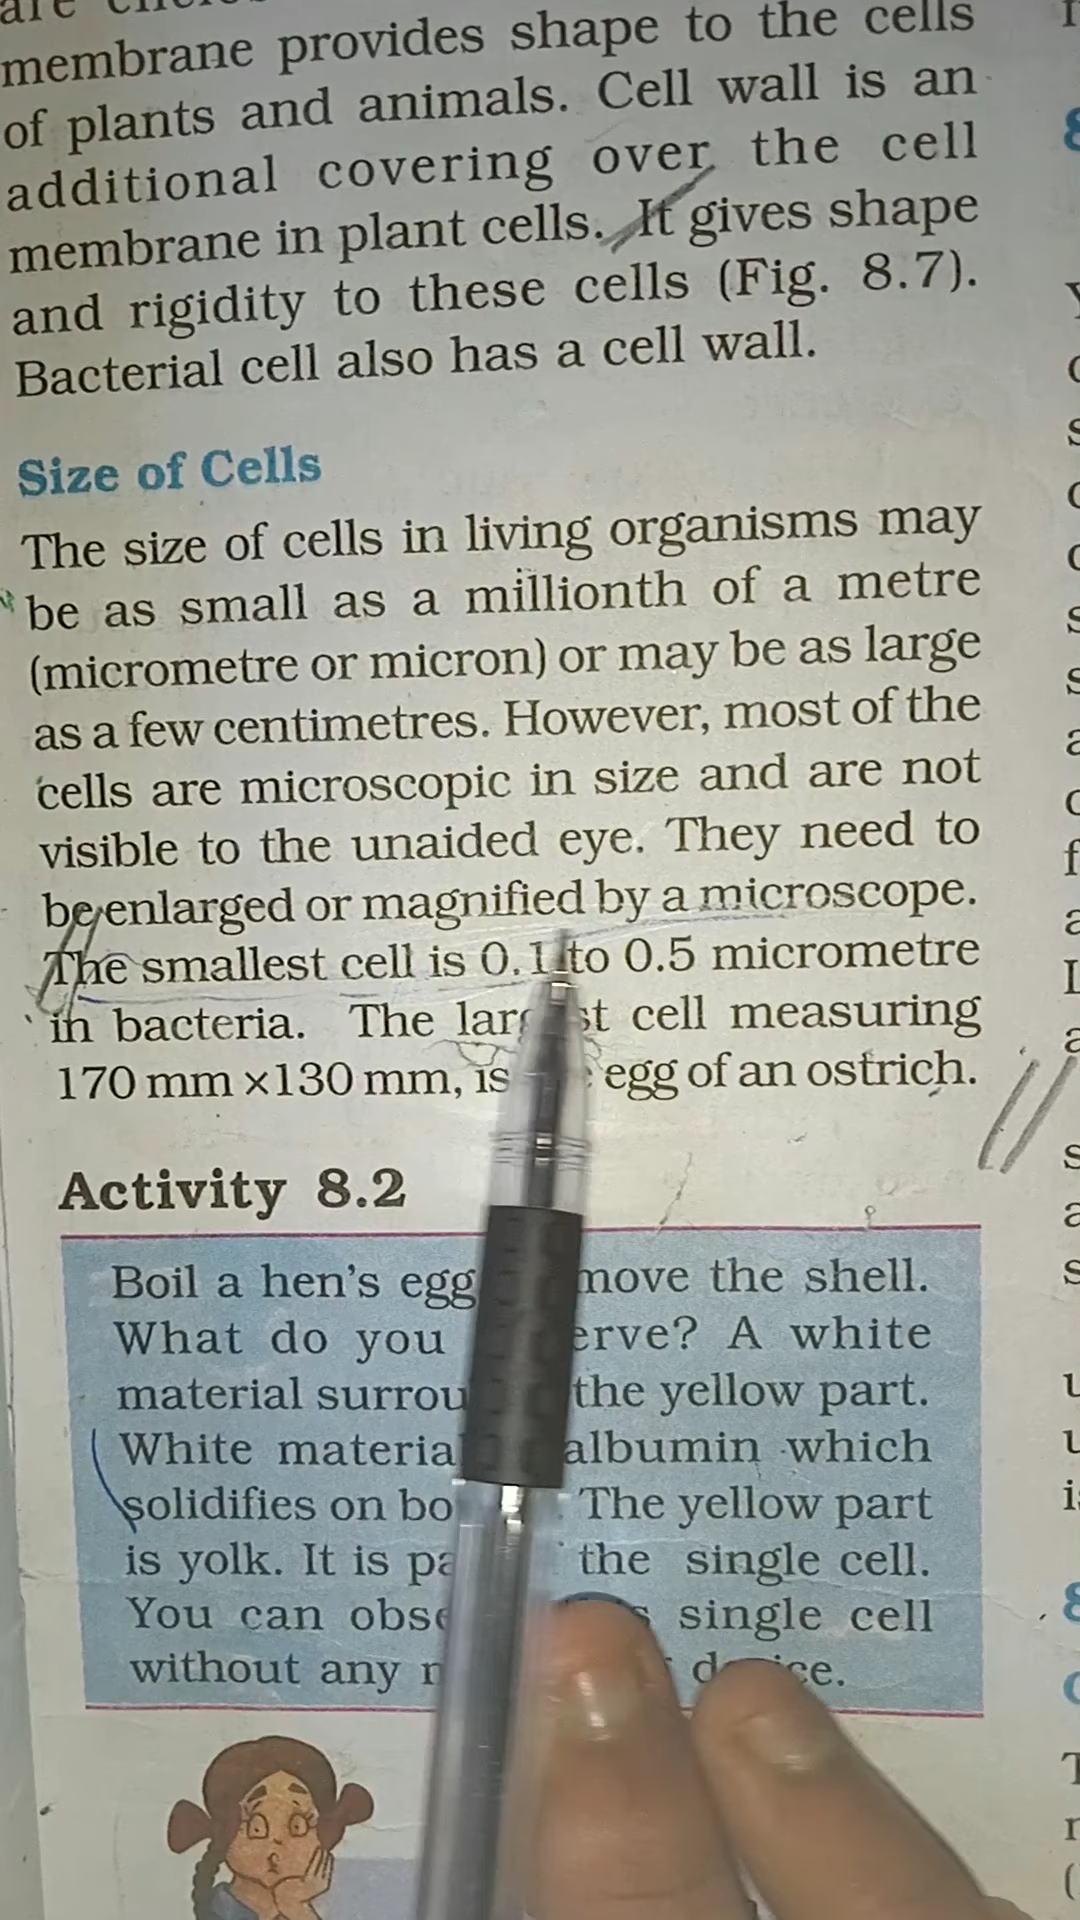 membrane provides shape to the cells
of plants and animals. Cell wall is an
additional covering over the cell
membrane in plant cells. It gives shape
and rigidity to these cells (Fig. 8.7).
Bacterial cell also has a cell wall.
Size of Cells
The size of cells in living organisms may
be as small as a millionth of a metre
(micrometre or micron) or may be as large
as a few centimetres. However, most of the
cells are microscopic in size and are not
visible to the unaided eye. They need to
be enlarged or magnified by a microscope.
The smallest cell is 0.1 to 0.5 micrometre
in bacteria. The largest cell measuring
170 mm ×130 mm, is egg of an ostrich.
Activity 8.2
Boil a hen's egg move the shell.
What do you erve? A white
material surrou the yellow part.
White materia albumin which
solidifies on bo The yellow part
is yolk. It is pa the single cell.
You can obse single cell
without any